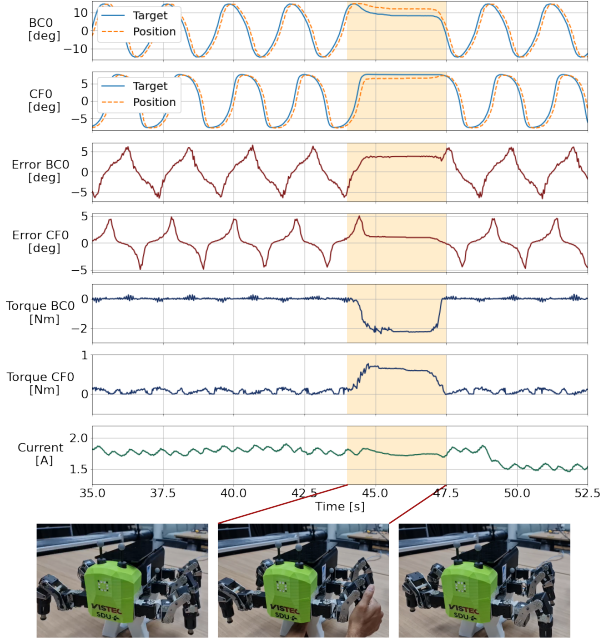 BC0
[deg]
10
0
−10
Target
Position
CF0
[deg]
5
0
−5
Target
Position
Error BC0
[deg]
5
0
−5
Error CF0
[deg]
5
0
−5
Torque BC0
[Nm]
0
−2
Torque CF0
[Nm]
1
0
Current
[A]
2.0
1.5
35.0 37.5 40.0 42.5 45.0 47.5 50.0 52.5
Time [s]
VISTEC
SDU
VISTEC
SDU
VISTEC
SDU